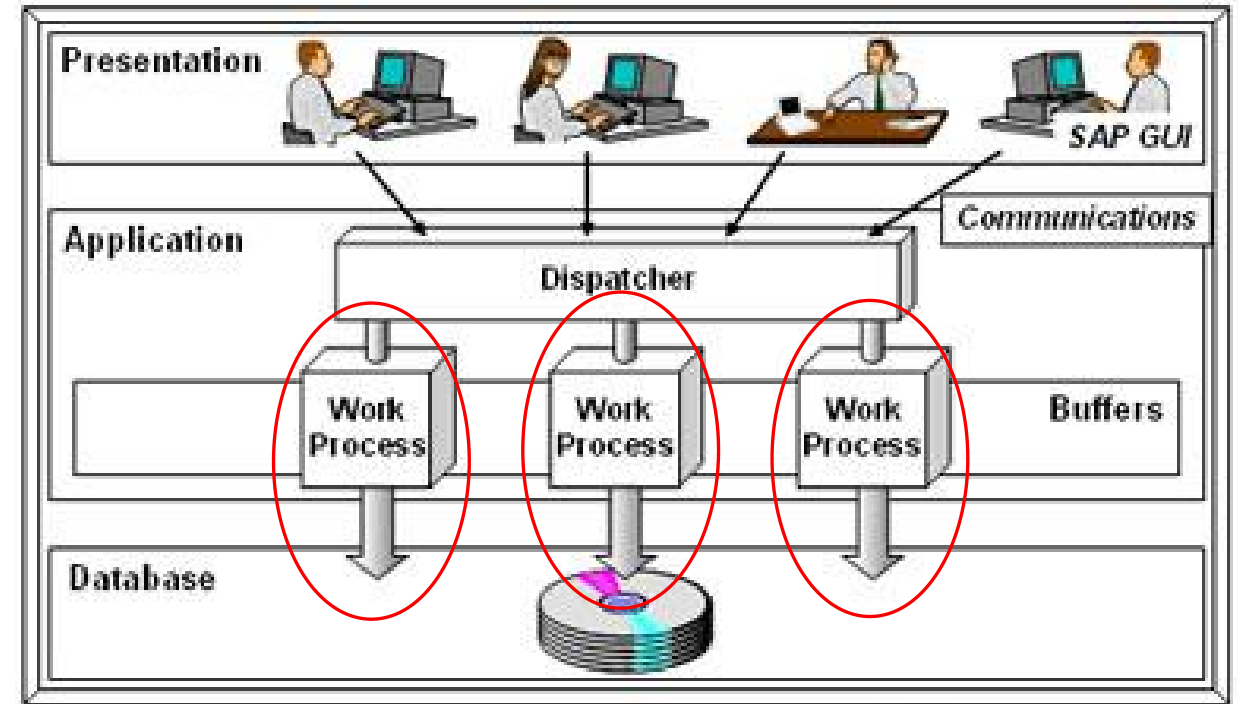 Presentation
SAP GUI
Communications
Application
Dispatcher
Work
Process
Work
Process
Work
Process
Buffers
Database